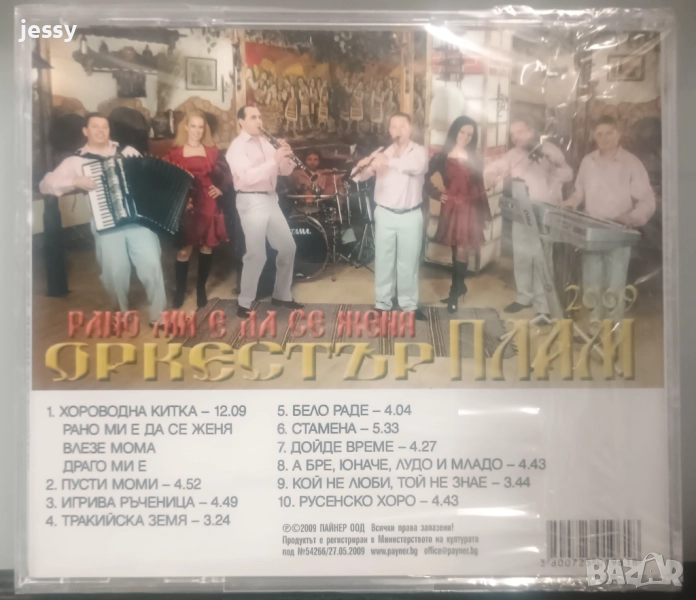 jessy
TAMA
2009
РАНО МИ Е ДА СЕ ЖЕНЯ
ОРКЕСТЪР ПЛАМ
1. ХОРОВОДНА КИТКА – 12.09
РАНО МИ Е ДА СЕ ЖЕНЯ
ВЛЕЗЕ МОМА
ДРАГО МИ Е
2. ПУСТИ МОМИ – 4.52
3. ИГРИВА РЪЧЕНИЦА – 4.49
4. ТРАКИЙСКА ЗЕМЯ – 3.24
5. БЕЛО РАДЕ – 4.04
6. СТАМЕНА – 5.33
7. ДОЙДЕ ВРЕМЕ – 4.27
8. А БРЕ, ЮНАЧЕ, ЛУДО И МЛАДО – 4.43
9. КОЙ НЕ ЛЮБИ, ТОЙ НЕ ЗНАЕ – 3.44
10. РУСЕНСКО ХОРО – 4.43
℗©2009 ПАЙНЕР ООД Всички права запазени!
Продуктът е регистриран в Министерството на културата
под №54266/27.05.2009 www.payner.bg office@payner.bg
BAZAR